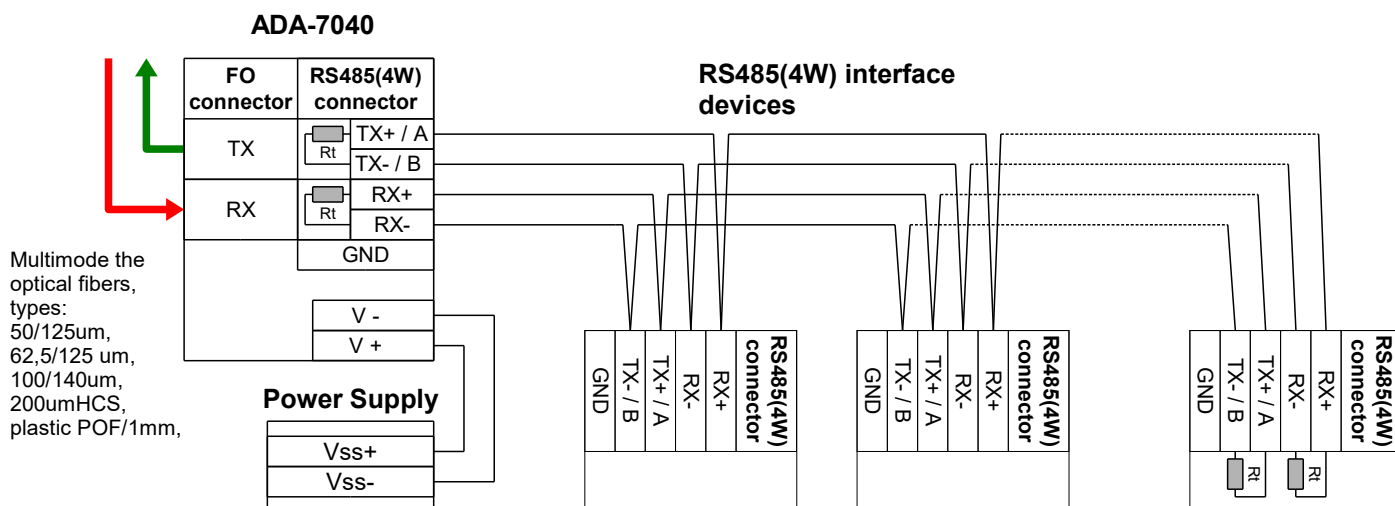 ADA-7040
FO
connector
RS485(4W)
connector
TX
Rt
TX+ / A
TX- / B
RX
Rt
RX+
RX-
GND
V -
V +
Multimode the
optical fibers,
types:
50/125um,
62,5/125 um,
100/140um,
200umHCS,
plastic POF/1mm,
Power Supply
Vss+
Vss-
RS485(4W) interface
devices
GND
TX- / B
TX+ / A
RX-
RX+
RS485(4W)
connector
GND
TX- / B
TX+ / A
RX-
RX+
RS485(4W)
connector
GND
TX- / B
TX+ / A
RX-
RX+
RS485(4W)
connector
Rt
Rt